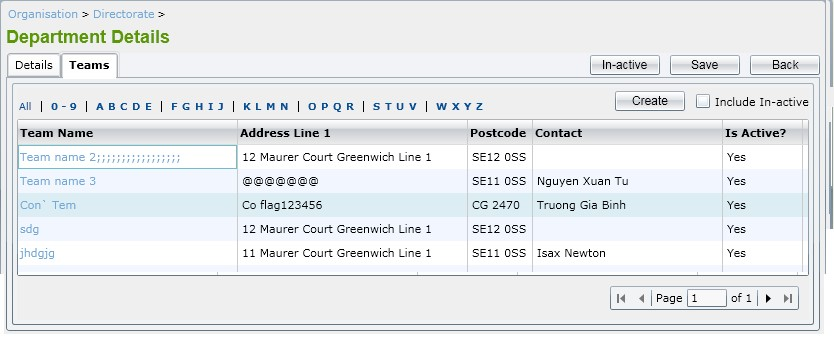 Organisation > Directorate >
Department Details
Details Teams In-active Save Back
All | 0-9 | A B C D E | F G H I J | K L M N | O P Q R | S T U V | W X Y Z Create Include In-active
Team Name Address Line 1 Postcode Contact Is Active?
Team name 2;;;;;;;;;;;;;;;;; 12 Maurer Court Greenwich Line 1 SE12 0SS Yes
Team name 3 @@@@@@@ SE11 0SS Nguyen Xuan Tu Yes
Con` Tem Co flag123456 CG 2470 Truong Gia Binh Yes
sdg 12 Maurer Court Greenwich Line 1 SE12 0SS Yes
jhdgjg 11 Maurer Court Greenwich Line 1 SE11 0SS Isax Newton Yes
Page 1 of 1